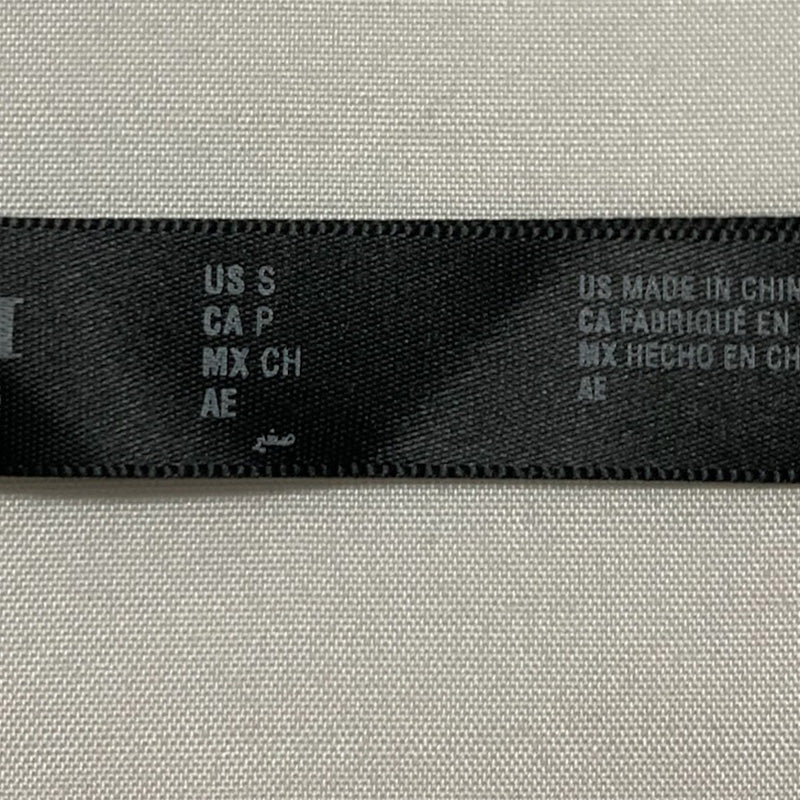 US S
CA P
MX CH
AE
صغير
US MADE IN CHIN
CA FABRIQUÉ EN
MX HECHO EN CH
AE